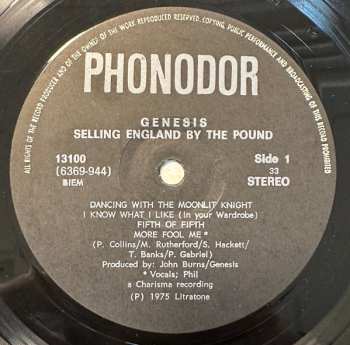 ALL RIGHTS OF THE RECORD PRODUCER AND OF THE OWNER OF THE WORK REPRODUCED RESERVED. COPYING, PUBLIC PERFORMANCE AND BROADCASTING OF THIS RECORD PROHIBITED
PHONODOR
GENESIS
SELLING ENGLAND BY THE POUND
13100 Side 1
(6369-944) 33
BIEM STEREO
DANCING WITH THE MOONLIT KNIGHT
I KNOW WHAT I LIKE (in your Wardrobe)
FIFTH OF FIFTH
MORE FOOL ME *
(P. Collins/M. Rutherford/S. Hackett/
T. Banks/P. Gabriel)
Produced by: John Burns/Genesis
* Vocals; Phil
a Charisma recording
(P) 1975 Litratone